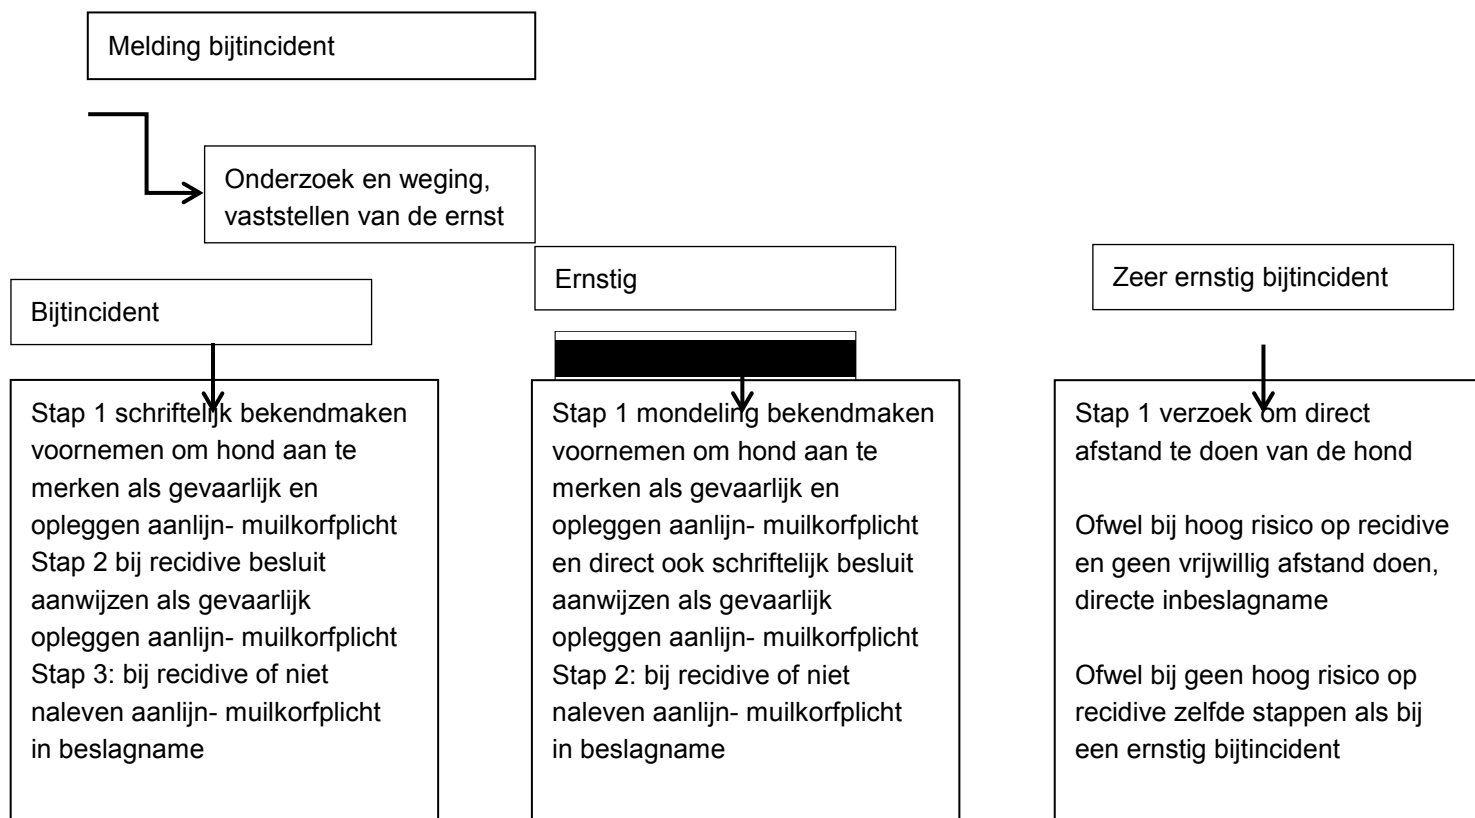 Melding bijtincident
Onderzoek en weging,
vaststellen van de ernst
Bijtincident
Ernstig
Zeer ernstig bijtincident
Stap 1 schriftelijk bekendmaken
voornemen om hond aan te
merken als gevaarlijk en
opleggen aanlijn- muilkorfplicht
Stap 2 bij recidive besluit
aanwijzen als gevaarlijk
opleggen aanlijn- muilkorfplicht
Stap 3: bij recidive of niet
naleven aanlijn- muilkorfplicht
in beslagname
Stap 1 mondeling bekendmaken
voornemen om hond aan te
merken als gevaarlijk en
opleggen aanlijn- muilkorfplicht
en direct ook schriftelijk besluit
aanwijzen als gevaarlijk
opleggen aanlijn- muilkorfplicht
Stap 2: bij recidive of niet
naleven aanlijn- muilkorfplicht
in beslagname
Stap 1 verzoek om direct
afstand te doen van de hond
Ofwel bij hoog risico op recidive
en geen vrijwillig afstand doen,
directe inbeslagname
Ofwel bij geen hoog risico op
recidive zelfde stappen als bij
een ernstig bijtincident